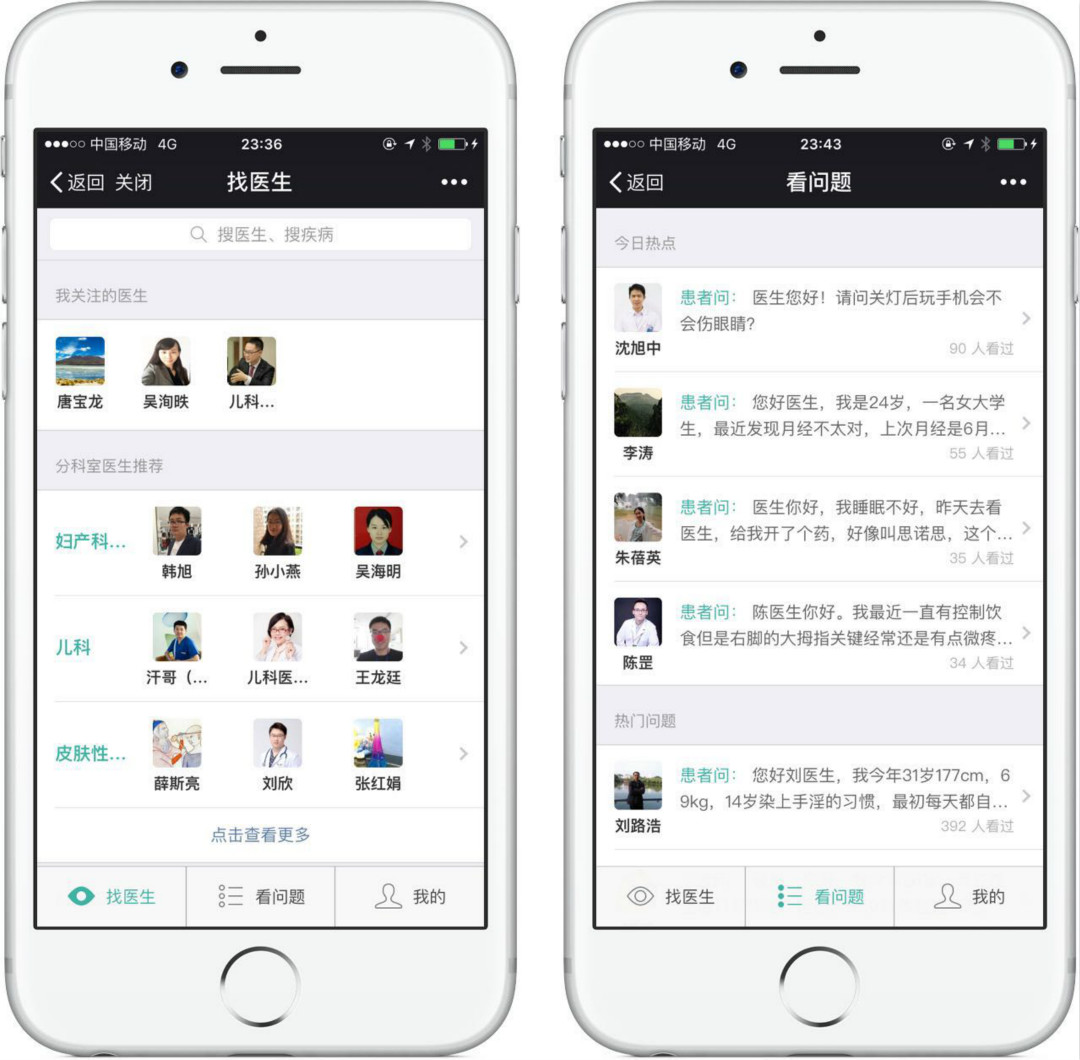 中国移动 4G 23:36
返回 关闭 找医生
搜医生、搜疾病
我关注的医生
唐宝龙 吴洵昳 儿科...
分科室医生推荐
妇产科...
韩旭 孙小燕 吴海明
儿科
汗哥（... 儿科医... 王龙廷
皮肤性...
薛斯亮 刘欣 张红娟
点击查看更多
找医生 看问题 我的
中国移动 4G 23:43
返回 看问题
今日热点
患者问： 医生您好！请问关灯后玩手机会不
会伤眼睛?
沈旭中
90 人看过
患者问： 您好医生，我是24岁，一名女大学
生，最近发现月经不太对，上次月经是6月...
李涛
55 人看过
患者问： 医生你好，我睡眠不好，昨天去看
医生，给我开了个药，好像叫思诺思，这个...
朱蓓英
35 人看过
患者问： 陈医生你好。我最近一直有控制饮
食但是右脚的大拇指关键经常还是有点微疼...
陈罡
34 人看过
热门问题
患者问： 您好刘医生，我今年31岁177cm，6
9kg，14岁染上手淫的习惯，最初每天都自...
刘路浩
392 人看过
找医生 看问题 我的